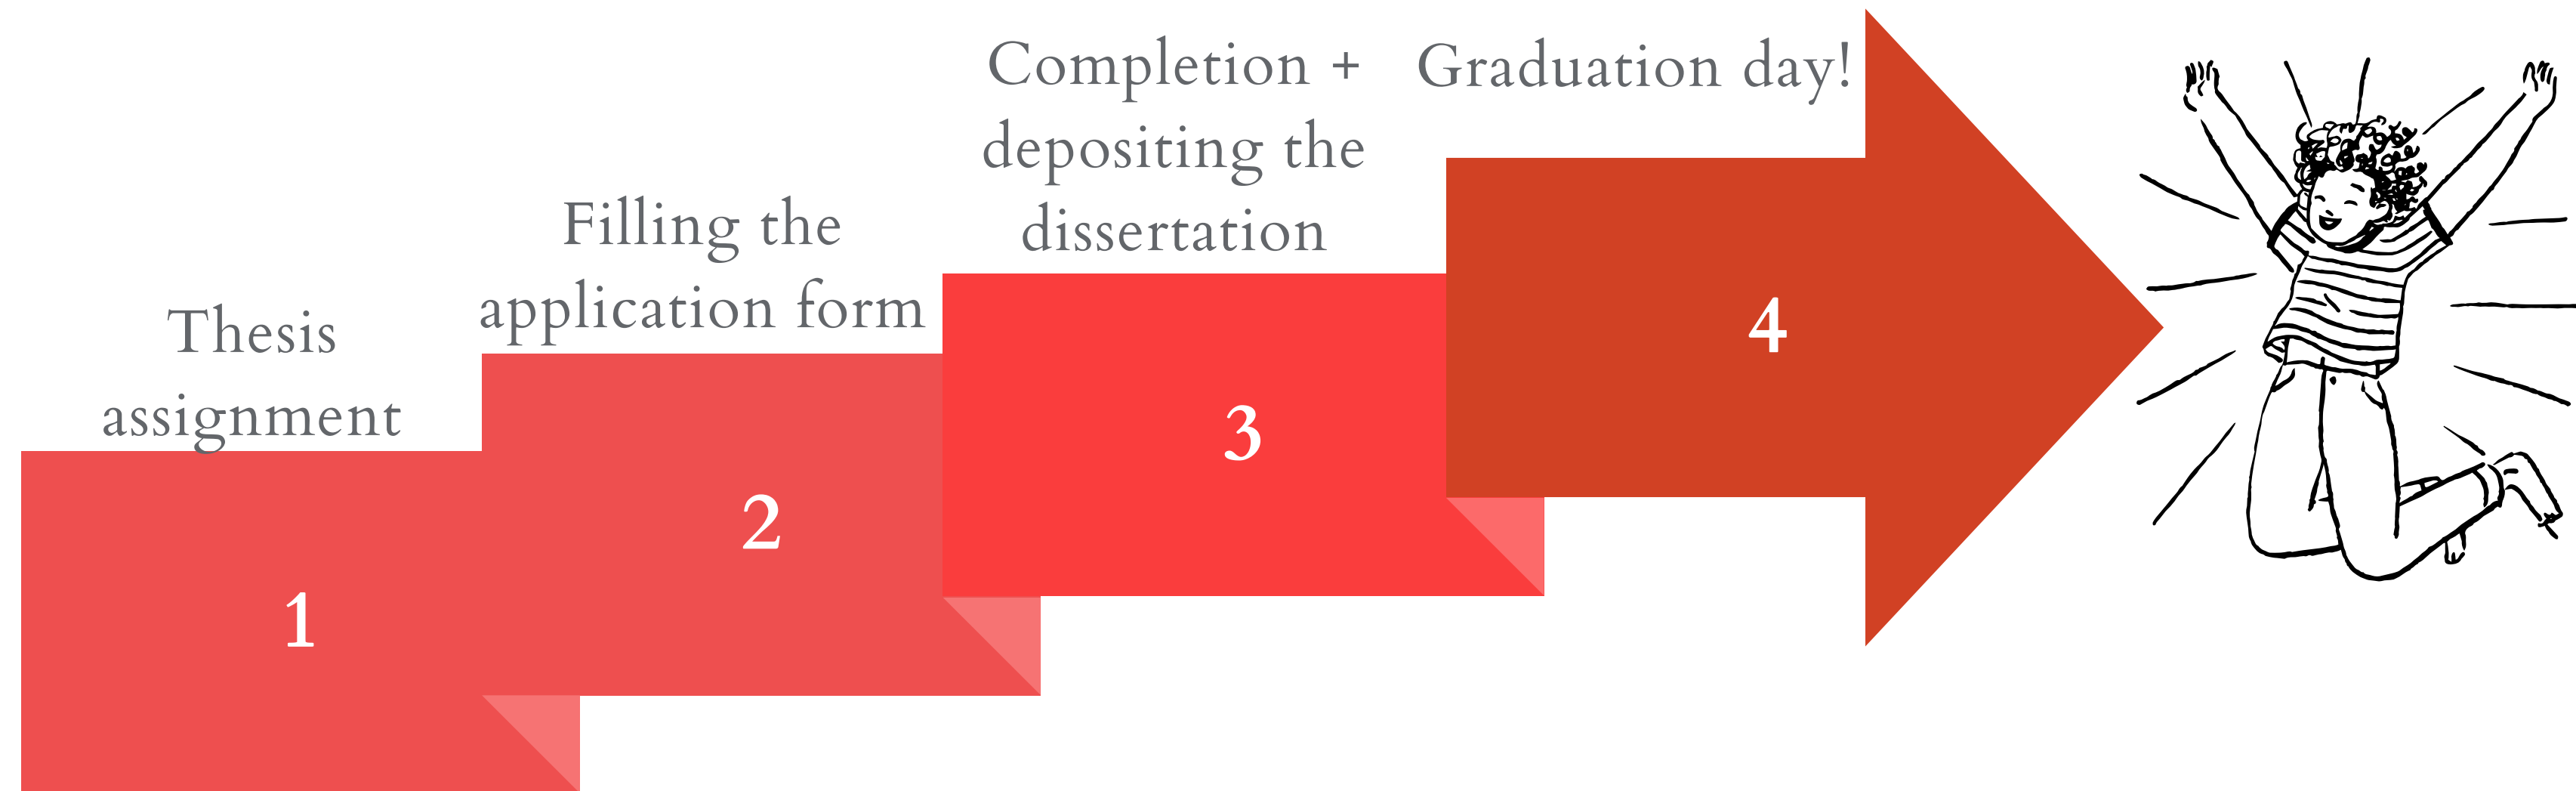 Thesis
assignment
1
Filling the
application form
2
Completion +
depositing the
dissertation
3
Graduation day!
4